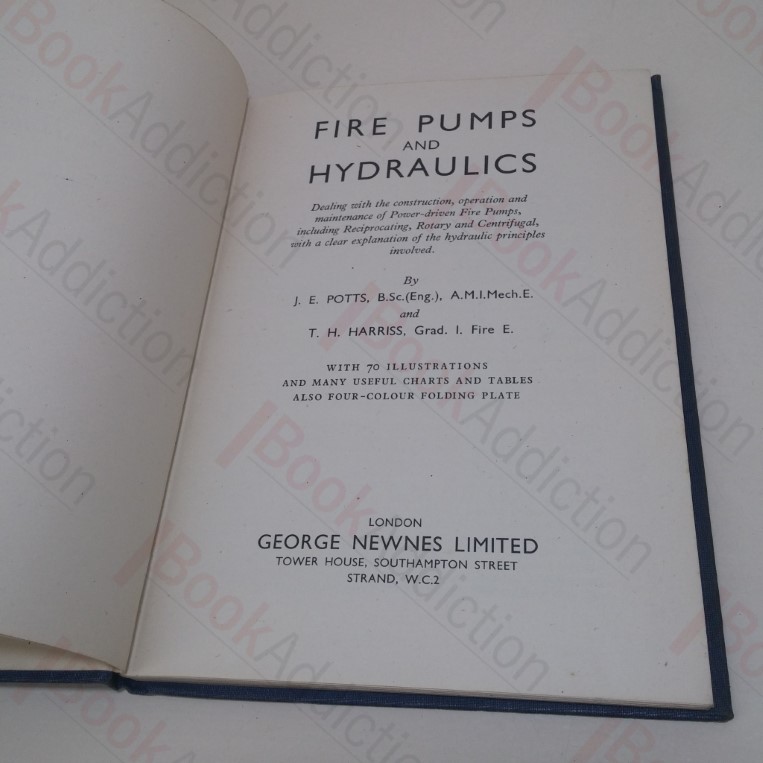 FIRE PUMPS
AND
HYDRAULICS
Dealing with the construction, operation and
maintenance of Power-driven Fire Pumps,
including Reciprocating, Rotary and Centrifugal,
with a clear explanation of the hydraulic principles
involved.
By
J. E. POTTS, B.Sc.(Eng.), A.M.I.Mech.E.
and
T. H. HARRISS, Grad. I. Fire E.
WITH 70 ILLUSTRATIONS
AND MANY USEFUL CHARTS AND TABLES
ALSO FOUR-COLOUR FOLDING PLATE
LONDON
GEORGE NEWNES LIMITED
TOWER HOUSE, SOUTHAMPTON STREET
STRAND, W.C.2
BookAddiction